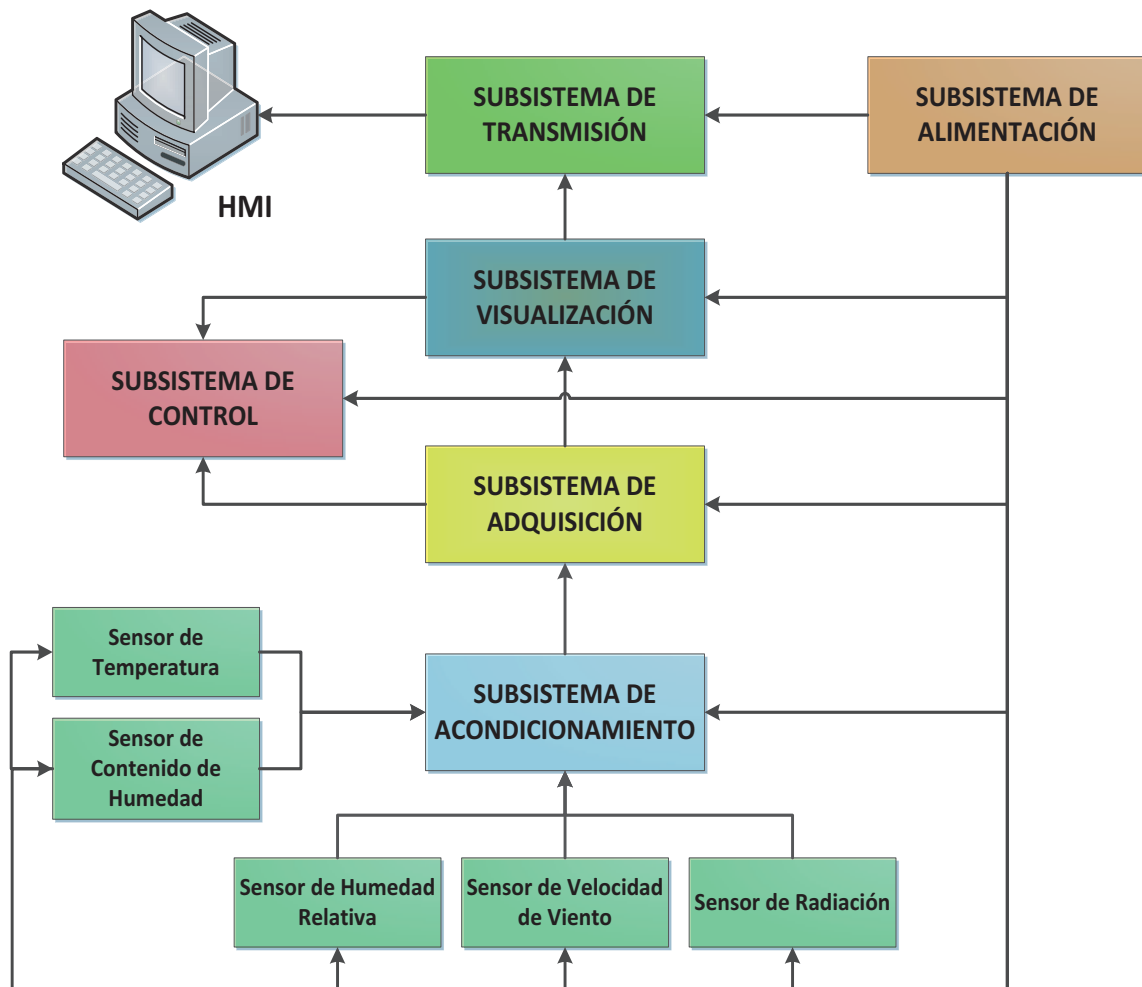 SUBSISTEMA DE
TRANSMISIÓN
SUBSISTEMA DE
ALIMENTACIÓN
HMI
SUBSISTEMA DE
VISUALIZACIÓN
SUBSISTEMA DE
CONTROL
SUBSISTEMA DE
ADQUISICIÓN
Sensor de
Temperatura
SUBSISTEMA DE
ACONDICIONAMIENTO
Sensor de
Contenido de
Humedad
Sensor de Humedad
Relativa
Sensor de Velocidad
de Viento
Sensor de Radiación